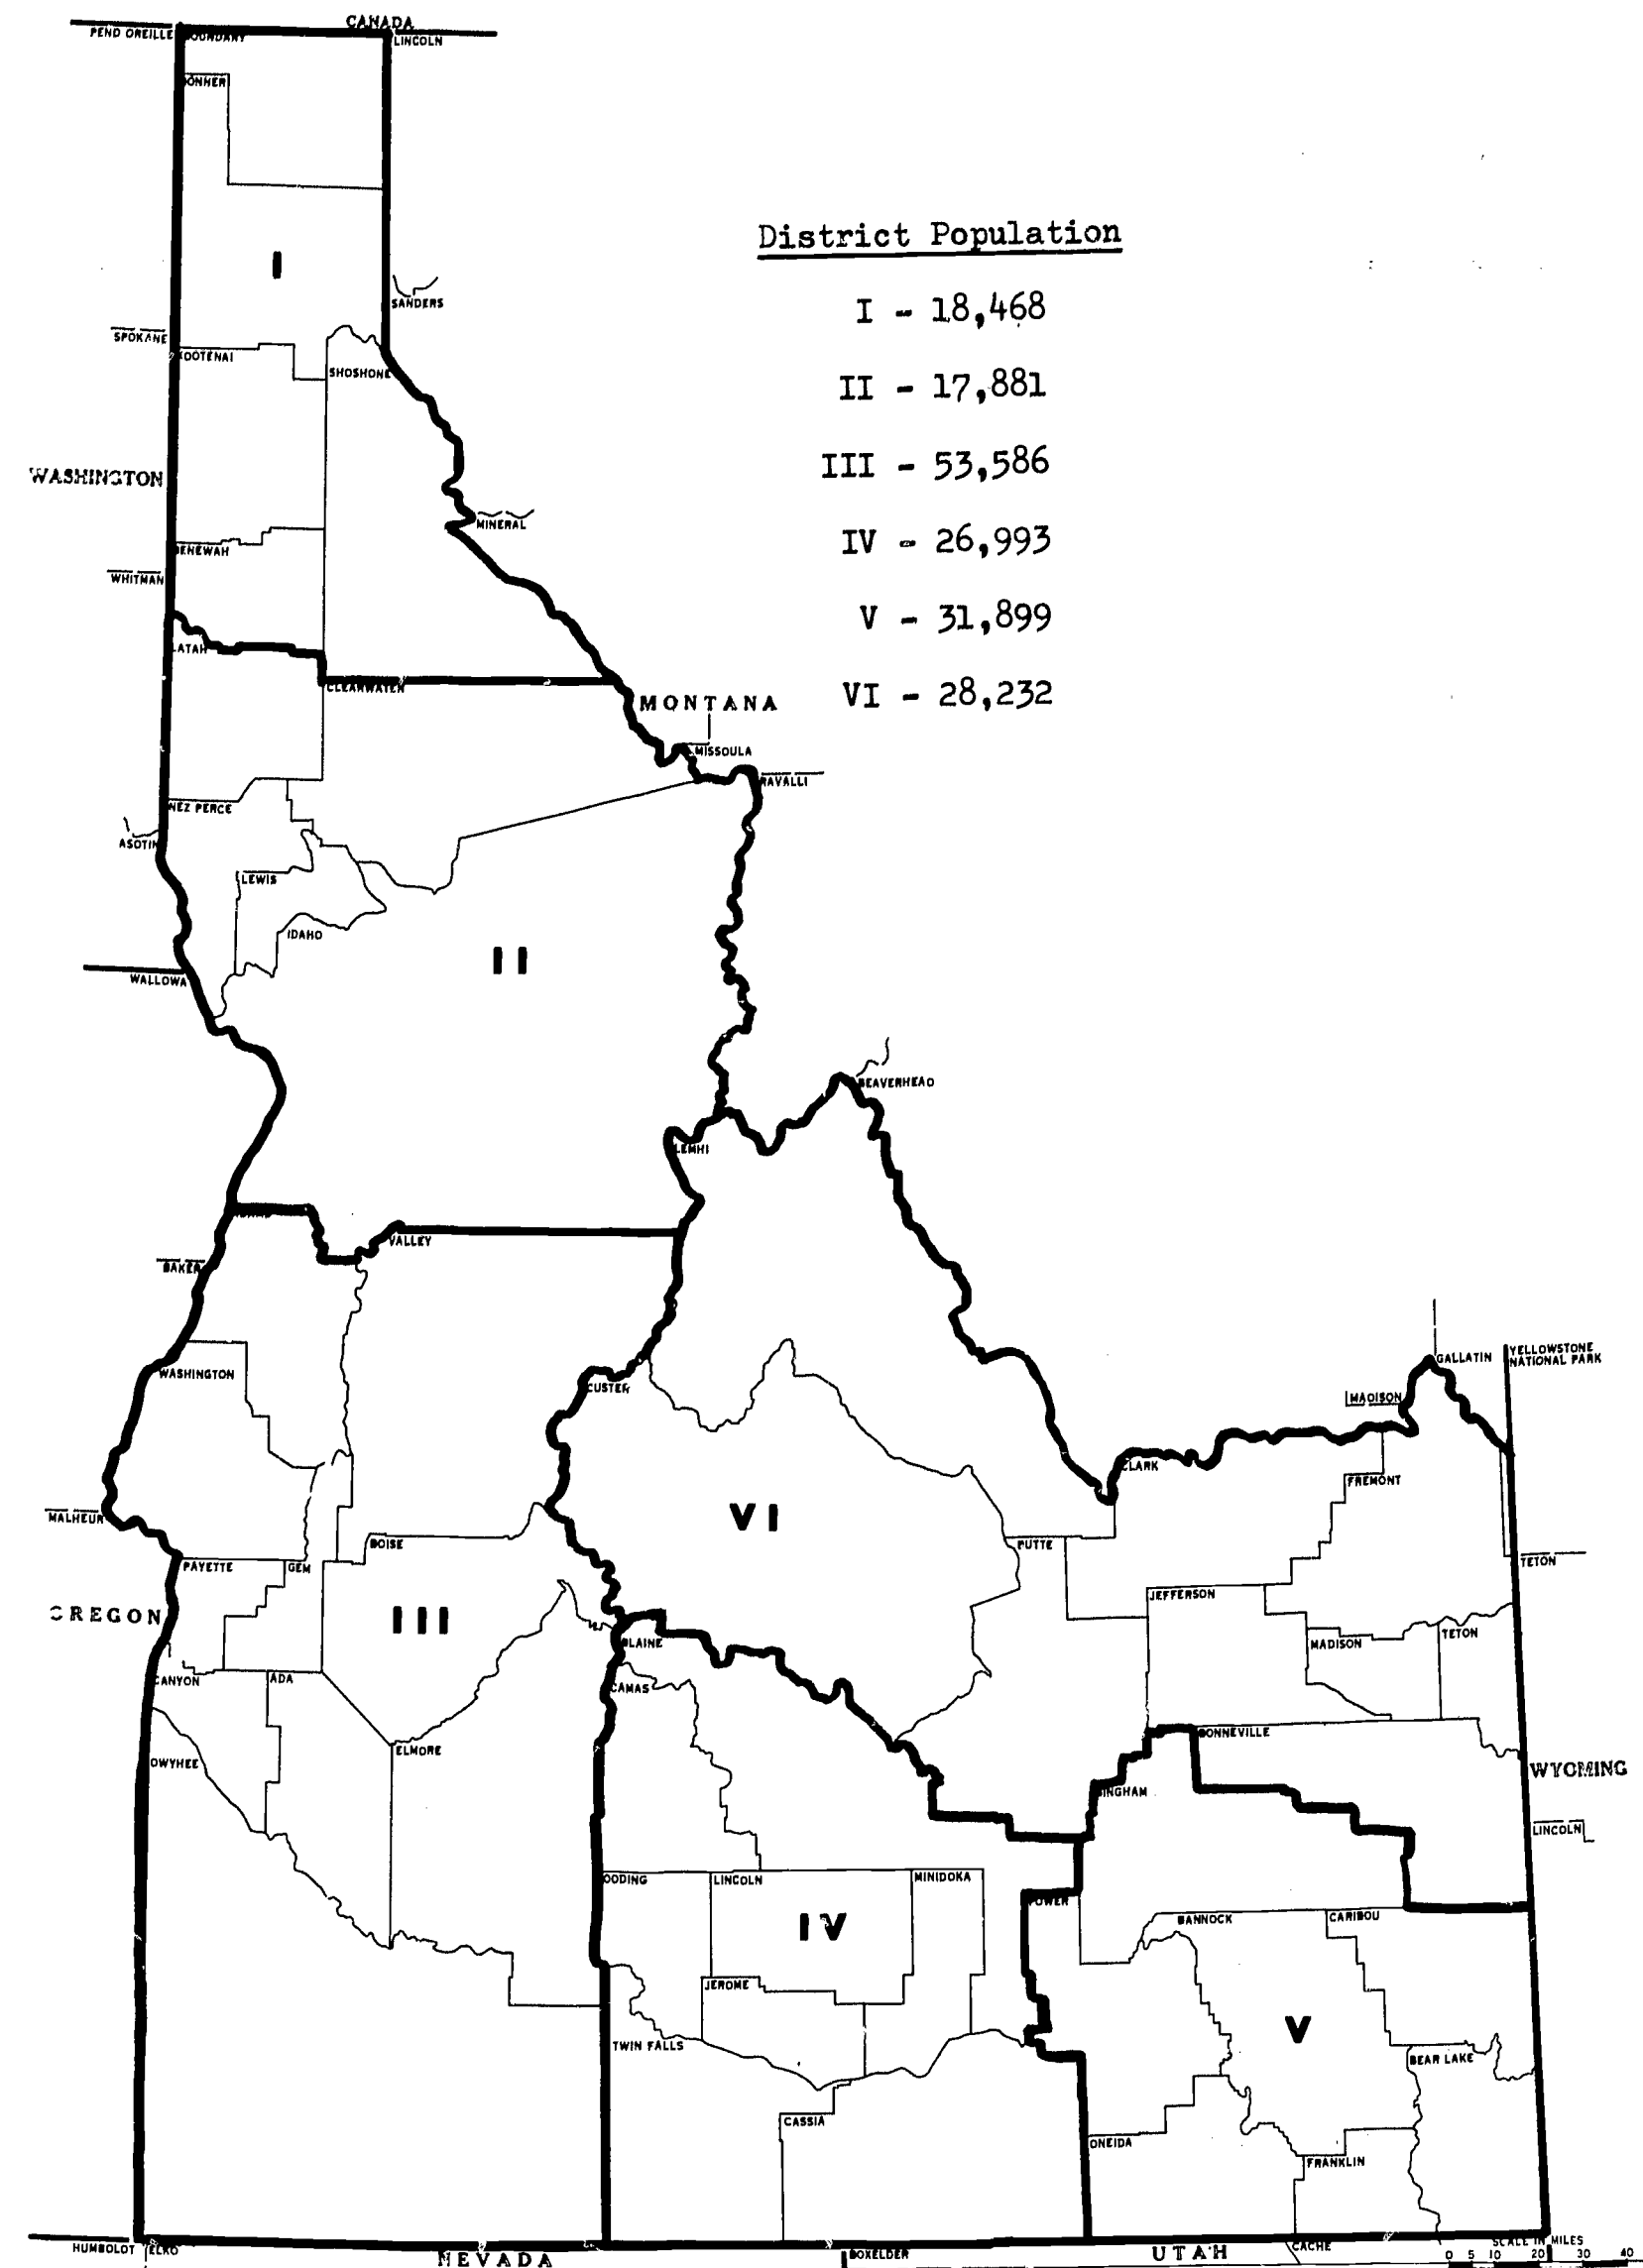 CANADA
PEND OREILLE
BOUNDARY
LINCOLN
BONNER
District Population
I
I - 18,468
SANDERS
SPOKANE
KOOTENAI
SHOSHONE
II - 17,881
III - 53,586
WASHINGTON
MINERAL
IV - 26,993
BENEWAH
WHITMAN
V - 31,899
LATAH
CLEARWATER
VI - 28,232
MONTANA
MISSOULA
RAVALLI
NEZ PERCE
ASOTIN
LEWIS
IDAHO
II
WALLOWA
BEAVERHEAD
LEMHI
VALLEY
BAKER
GALLATIN
YELLOWSTONE
NATIONAL PARK
WASHINGTON
CUSTER
MADISON
CLARK
FREMONT
MALHEUR
VI
BOISE
BUTTE
PAYETTE
GEM
TETON
JEFFERSON
OREGON
III
BLAINE
MADISON
TETON
CANYON
ADA
CAMAS
BONNEVILLE
ELMORE
OWYHEE
WYOMING
BINGHAM
LINCOLN
GOODING
LINCOLN
MINIDOKA
POWER
BANNOCK
CARIBOU
IV
JEROME
V
TWIN FALLS
BEAR LAKE
CASSIA
ONEIDA
FRANKLIN
HUMBOLDT
ELKO
NEVADA
BOXELDER
UTAH
CACHE
SCALE IN MILES
0 5 10 20 30 40